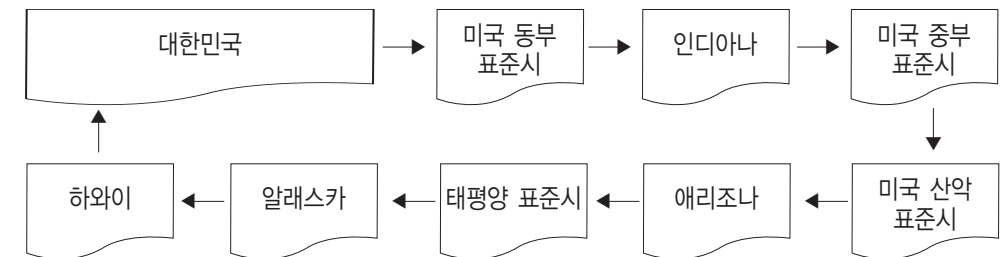 대한민국
미국 동부
표준시
인디아나
미국 중부
표준시
하와이
알래스카
태평양 표준시
애리조나
미국 산악
표준시